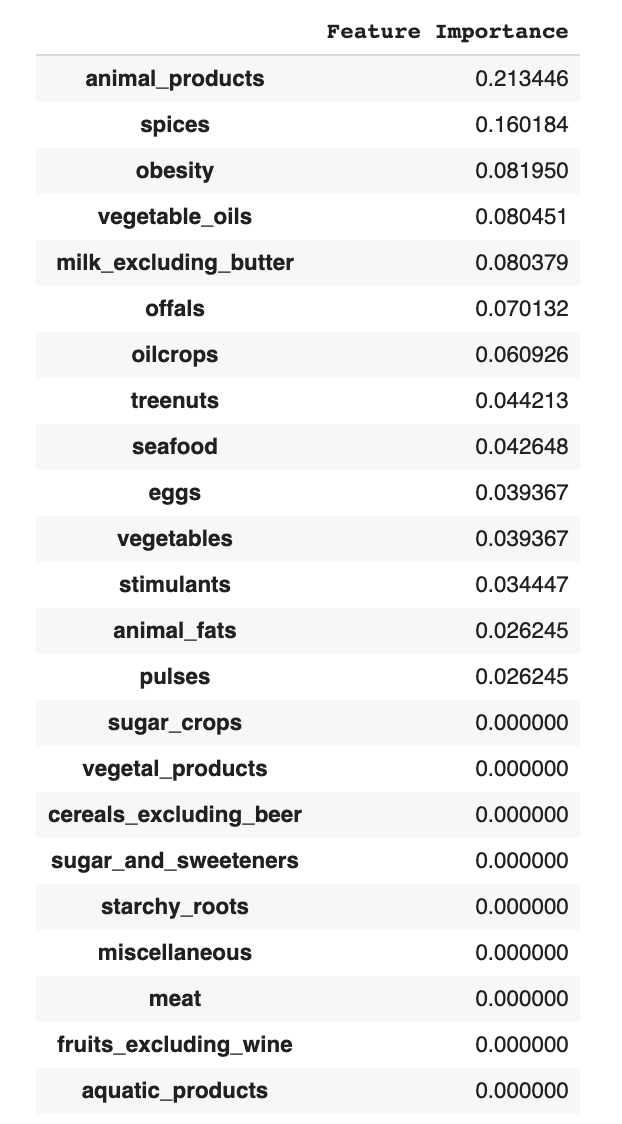 Feature Importance
animal_products 0.213446
spices 0.160184
obesity 0.081950
vegetable_oils 0.080451
milk_excluding_butter 0.080379
offals 0.070132
oilcrops 0.060926
treenuts 0.044213
seafood 0.042648
eggs 0.039367
vegetables 0.039367
stimulants 0.034447
animal_fats 0.026245
pulses 0.026245
sugar_crops 0.000000
vegetal_products 0.000000
cereals_excluding_beer 0.000000
sugar_and_sweeteners 0.000000
starchy_roots 0.000000
miscellaneous 0.000000
meat 0.000000
fruits_excluding_wine 0.000000
aquatic_products 0.000000